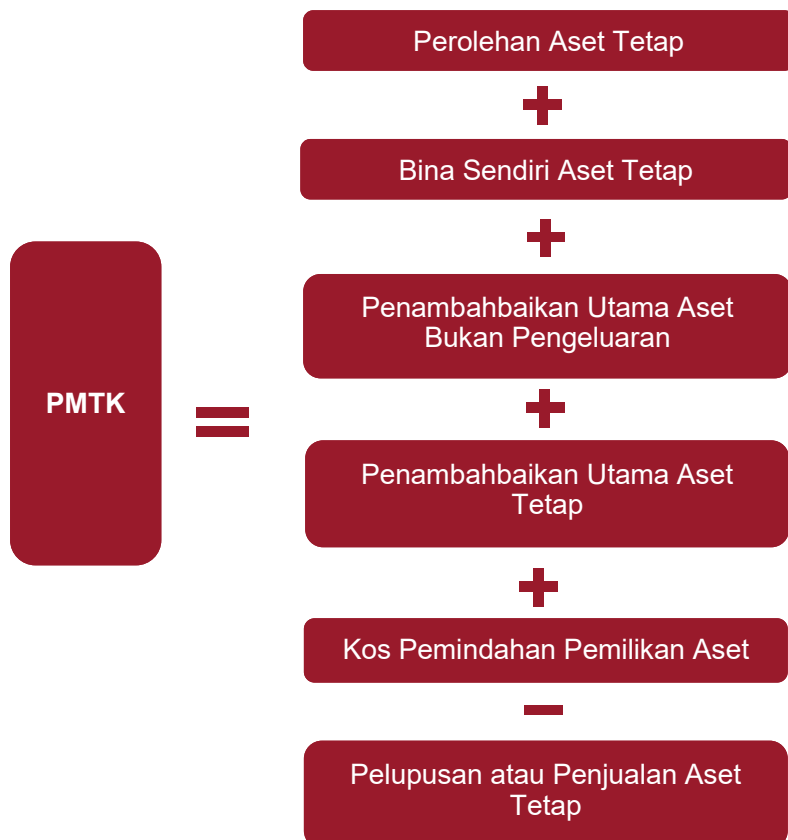 Perolehan Aset Tetap
+
Bina Sendiri Aset Tetap
+
Penambahbaikan Utama Aset
Bukan Pengeluaran
PMTK
=
+
Penambahbaikan Utama Aset
Tetap
+
Kos Pemindahan Pemilikan Aset
−
Pelupusan atau Penjualan Aset
Tetap